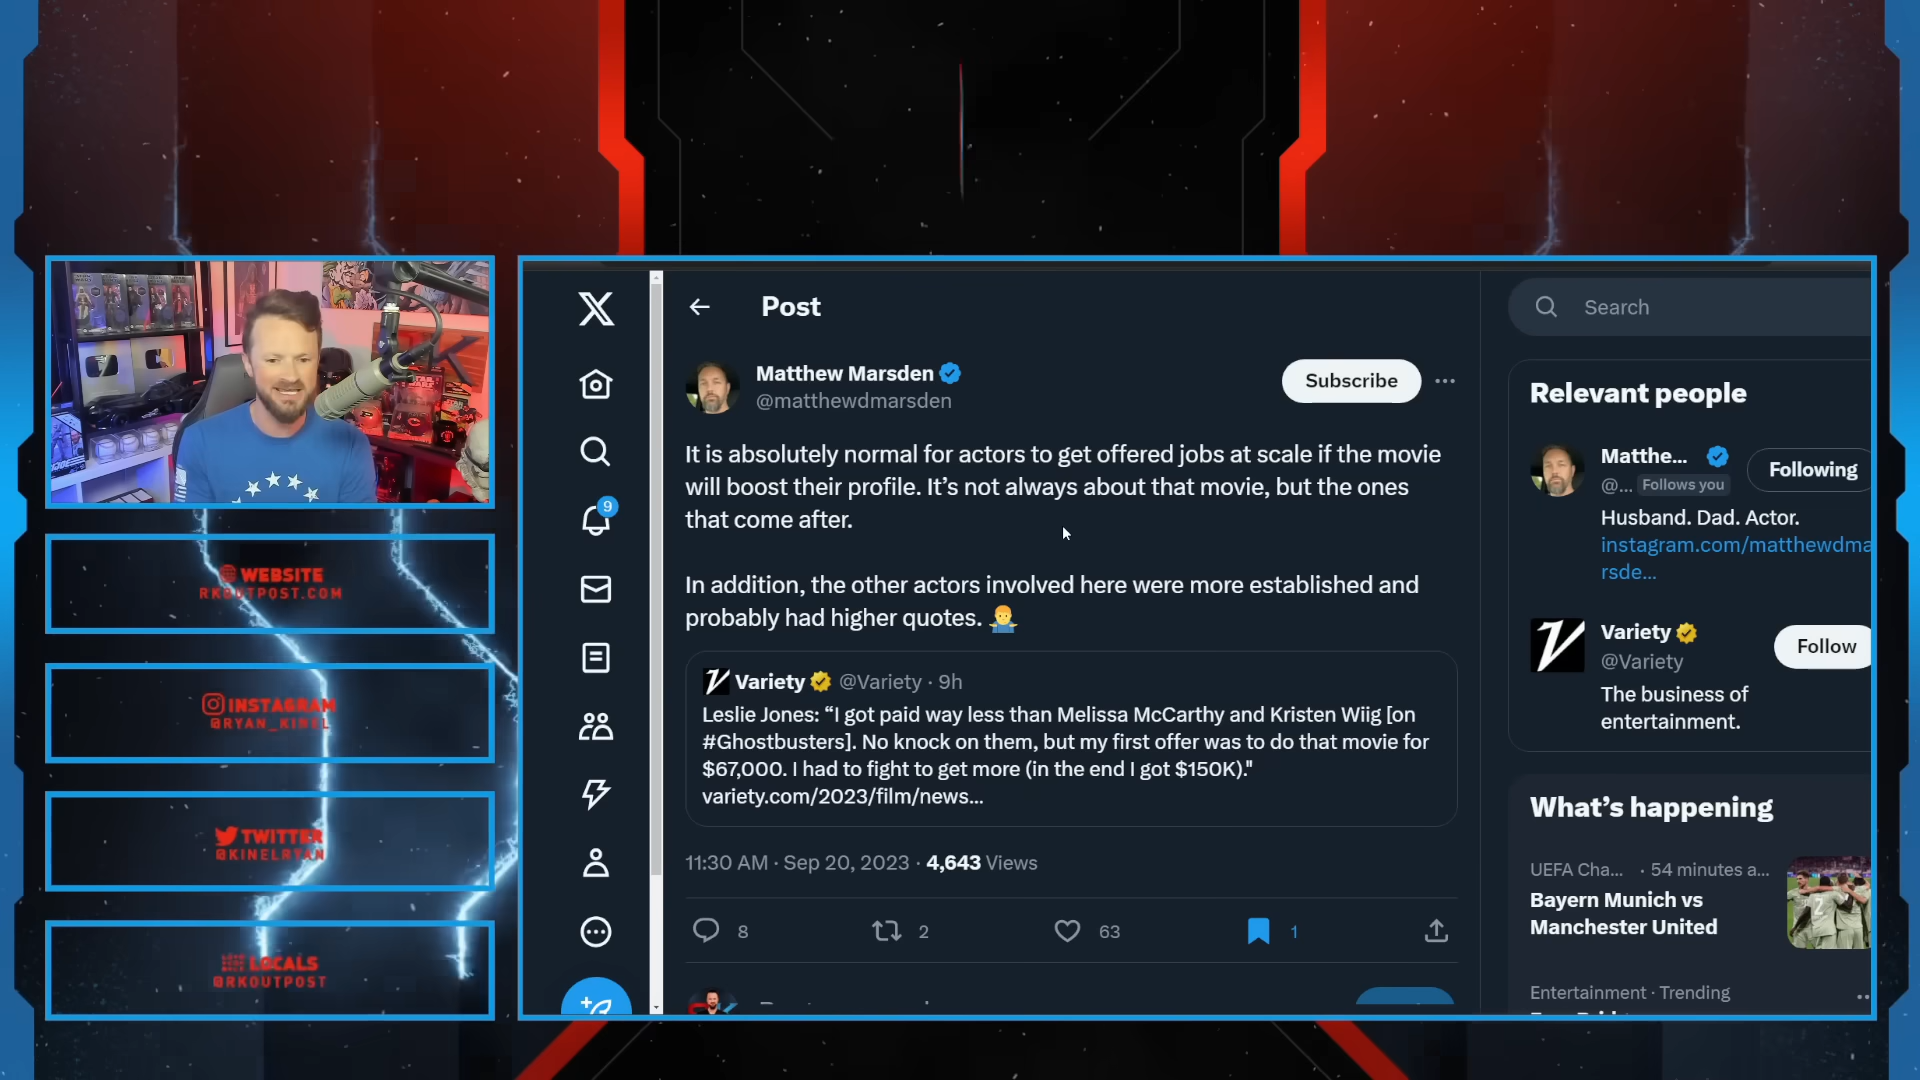 WEBSITE
RKOUTPOST.COM
INSTAGRAM
@RYAN_KINEL
TWITTER
@KINELRYAN
LOCALS
@RKOUTPOST
9
Post
Matthew Marsden
@matthewdmarsden
Subscribe
It is absolutely normal for actors to get offered jobs at scale if the movie
will boost their profile. It’s not always about that movie, but the ones
that come after.
In addition, the other actors involved here were more established and
probably had higher quotes. 🤷‍♂️
Variety @Variety · 9h
Leslie Jones: “I got paid way less than Melissa McCarthy and Kristen Wiig [on
#Ghostbusters]. No knock on them, but my first offer was to do that movie for
$67,000. I had to fight to get more (in the end I got $150K)."
variety.com/2023/film/news...
11:30 AM · Sep 20, 2023 · 4,643 Views
8 2 63 1
Search
Relevant people
Matthe...
@... Follows you
Following
Husband. Dad. Actor.
instagram.com/matthewdma
rsde...
Variety
@Variety
Follow
The business of
entertainment.
What’s happening
UEFA Cha... · 54 minutes a...
Bayern Munich vs
Manchester United
Entertainment · Trending